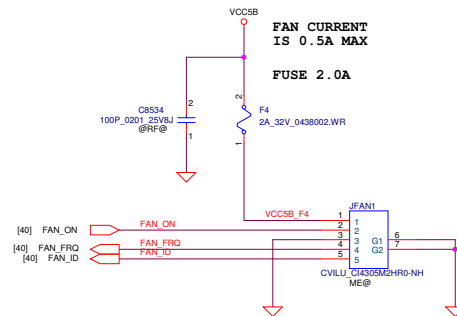 VCC5B
FAN CURRENT
IS 0.5A MAX
FUSE 2.0A
C8534
100P_0201_25V8J
@RF@
2
1
2
1
F4
2A_32V_0438002.WR
JFAN1
VCC5B_F4
[40] FAN_ON
FAN_ON
[40] FAN_FRQ
FAN_FRQ
[40] FAN_ID
FAN_ID
1
2
3
4
5
1
2
3
4
5
G1
G2
6
7
CVILU_CI4305M2HR0-NH
ME@